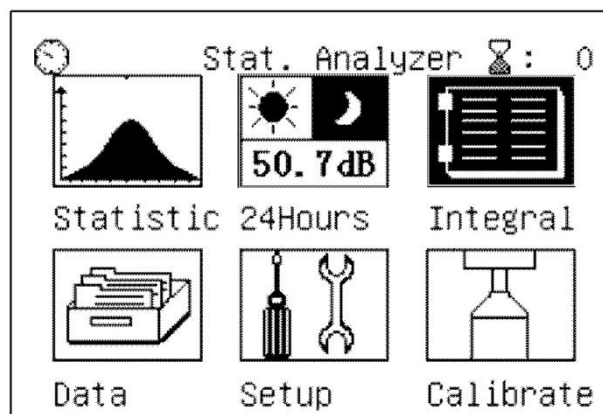 Stat. Analyzer : 0
50.7dB
Statistic 24Hours Integral
Data Setup Calibrate